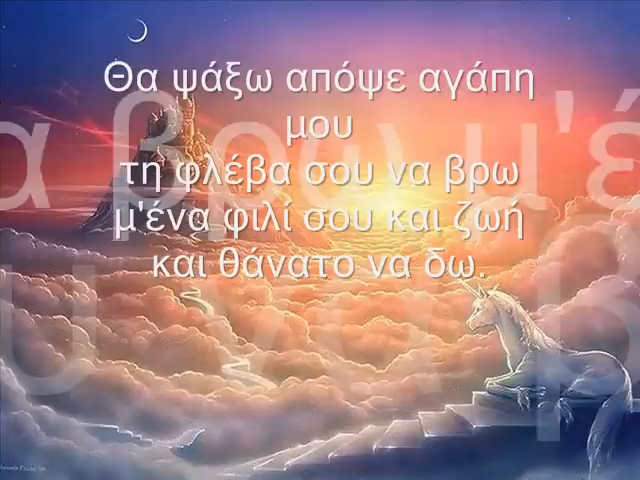 Θα ψάξω απόψε αγάπη
μου
τη φλέβα σου να βρω
μ'ένα φιλί σου και ζωή
και θάνατο να δω.